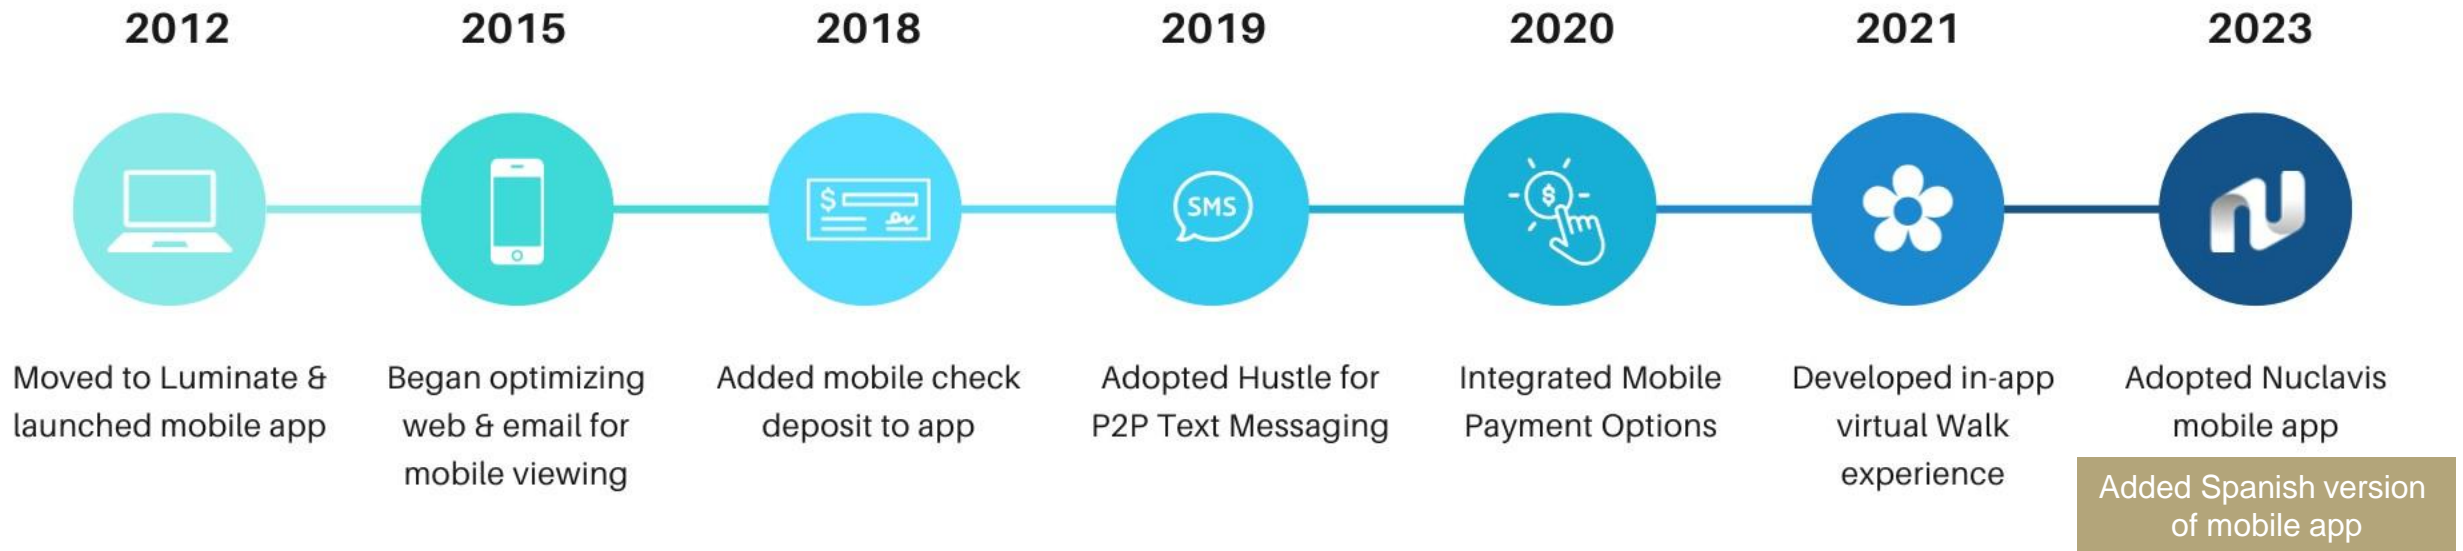 2012
Moved to Luminate &
launched mobile app
2015
Began optimizing
web & email for
mobile viewing
2018
$
Added mobile check
deposit to app
2019
SMS
Adopted Hustle for
P2P Text Messaging
2020
$
Integrated Mobile
Payment Options
2021
Developed in-app
virtual Walk
experience
2023
Adopted Nuclavis
mobile app
Added Spanish version
of mobile app